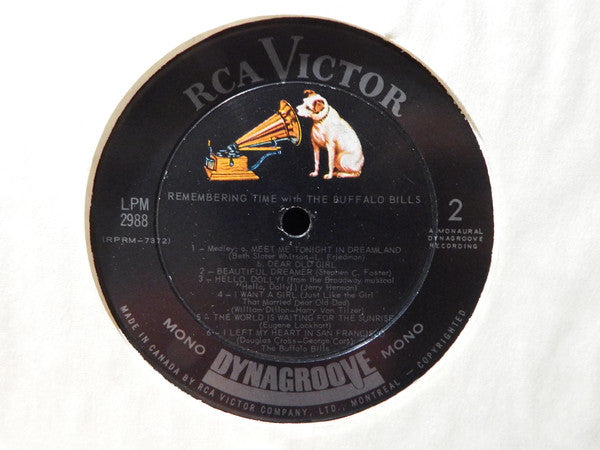 RCA VICTOR
REMEMBERING TIME with THE BUFFALO BILLS
LPM
2988
(RPRM-7372)
2
A MONAURAL
DYNAGROOVE
RECORDING
1 - Medley: a. MEET ME TONIGHT IN DREAMLAND
(Beth Slater Whitson-L. Friedman)
b. DEAR OLD GIRL
2 - BEAUTIFUL DREAMER (Stephen C. Foster)
3 - HELLO, DOLLY! (from the Broadway musical
"Hello, Dolly!") (Jerry Herman)
4 - I WANT A GIRL (Just Like the Girl
That Married Dear Old Dad)
(William Dillon-Harry Von Tilzer)
5 - THE WORLD IS WAITING FOR THE SUNRISE
(Eugene Lockhart)
6 - I LEFT MY HEART IN SAN FRANCISCO
(Douglas Cross-George Cory)
The Buffalo Bills
MONO DYNAGROOVE MONO
MADE IN CANADA BY RCA VICTOR COMPANY, LTD., MONTREAL - COPYRIGHTED